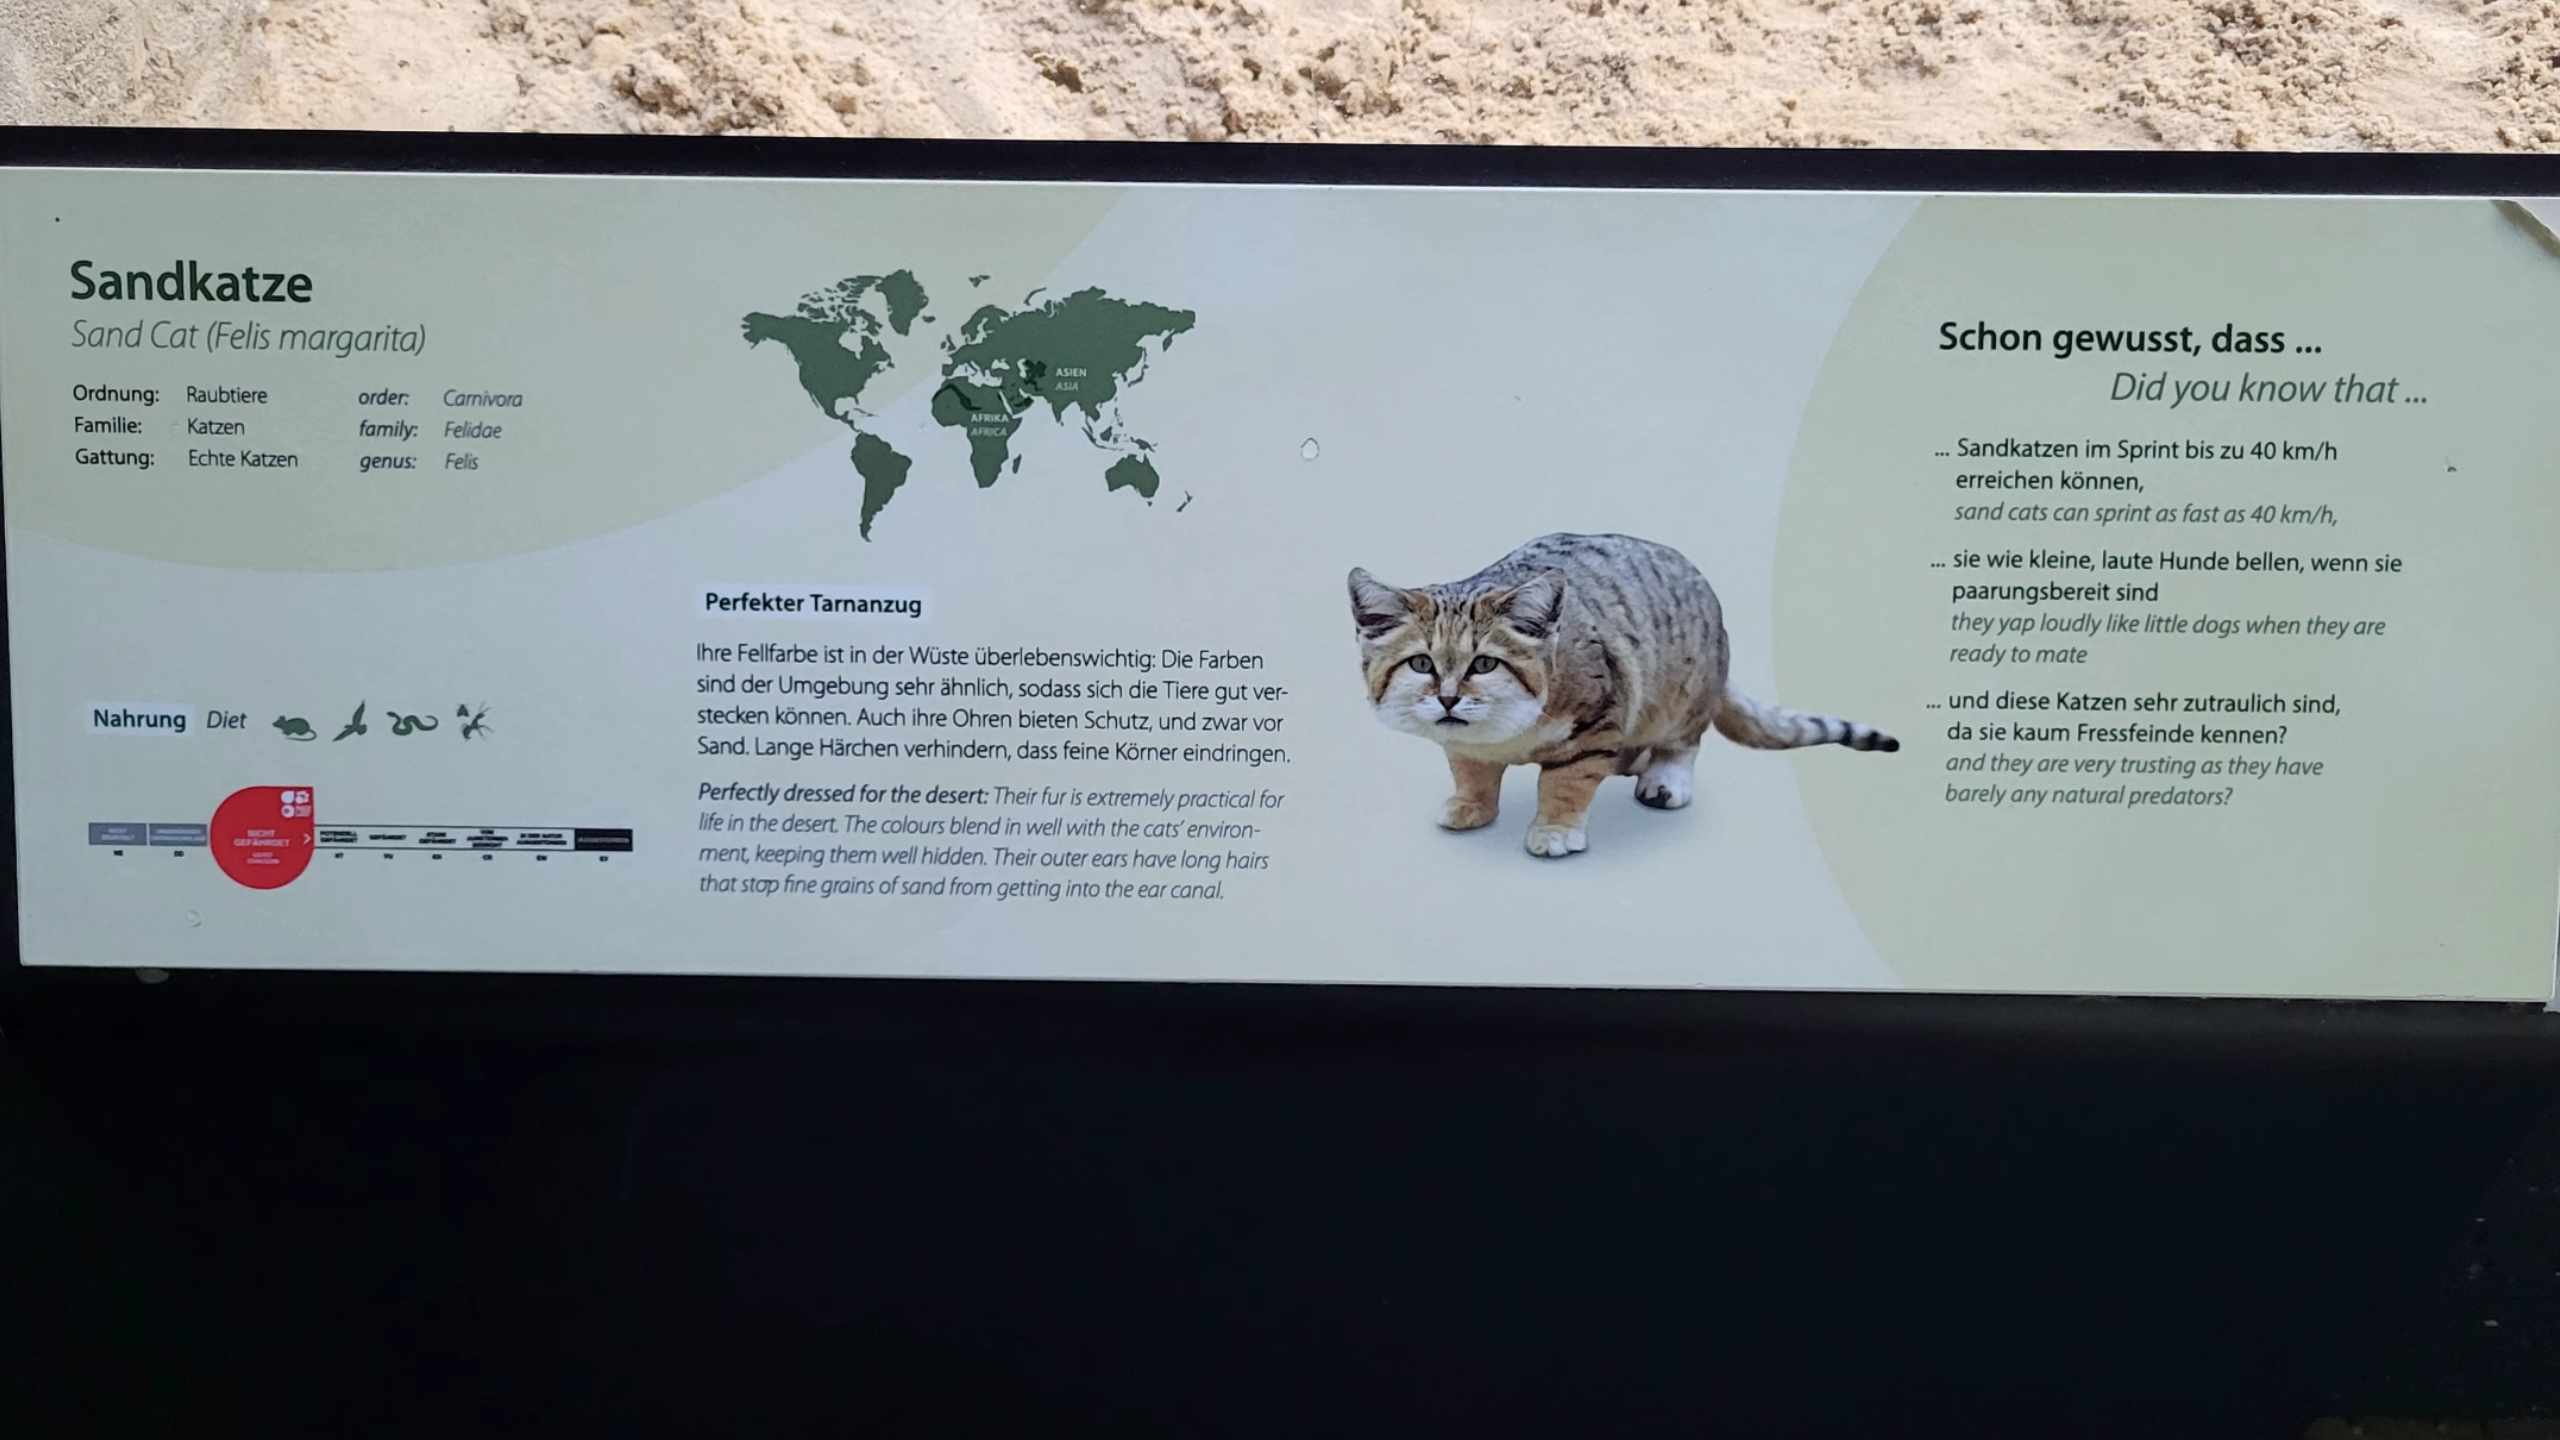 Sandkatze
Sand Cat (Felis margarita)
Ordnung: Raubtiere order: Carnivora
Familie: Katzen family: Felidae
Gattung: Echte Katzen genus: Felis
Nahrung Diet
NICHT
GEFÄHRDET
LEAST
CONCERN
ASIEN
ASIA
AFRIKA
AFRICA
Perfekter Tarnanzug
Ihre Fellfarbe ist in der Wüste überlebenswichtig: Die Farben
sind der Umgebung sehr ähnlich, sodass sich die Tiere gut ver-
stecken können. Auch ihre Ohren bieten Schutz, und zwar vor
Sand. Lange Härchen verhindern, dass feine Körner eindringen.
Perfectly dressed for the desert: Their fur is extremely practical for
life in the desert. The colours blend in well with the cats' environ-
ment, keeping them well hidden. Their outer ears have long hairs
that stop fine grains of sand from getting into the ear canal.
Schon gewusst, dass ...
Did you know that ...
... Sandkatzen im Sprint bis zu 40 km/h
erreichen können,
sand cats can sprint as fast as 40 km/h,
... sie wie kleine, laute Hunde bellen, wenn sie
paarungsbereit sind
they yap loudly like little dogs when they are
ready to mate
... und diese Katzen sehr zutraulich sind,
da sie kaum Fressfeinde kennen?
and they are very trusting as they have
barely any natural predators?